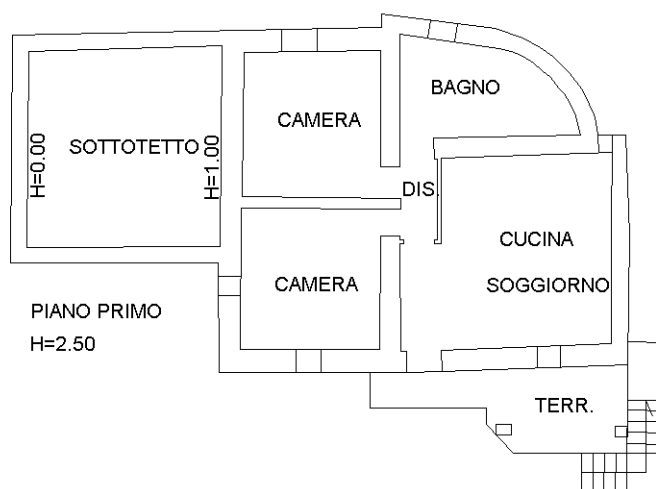 BAGNO
CAMERA
SOTTOTETTO
H=0.00
H=1.00
DIS.
CUCINA
SOGGIORNO
CAMERA
PIANO PRIMO
H=2.50
TERR.